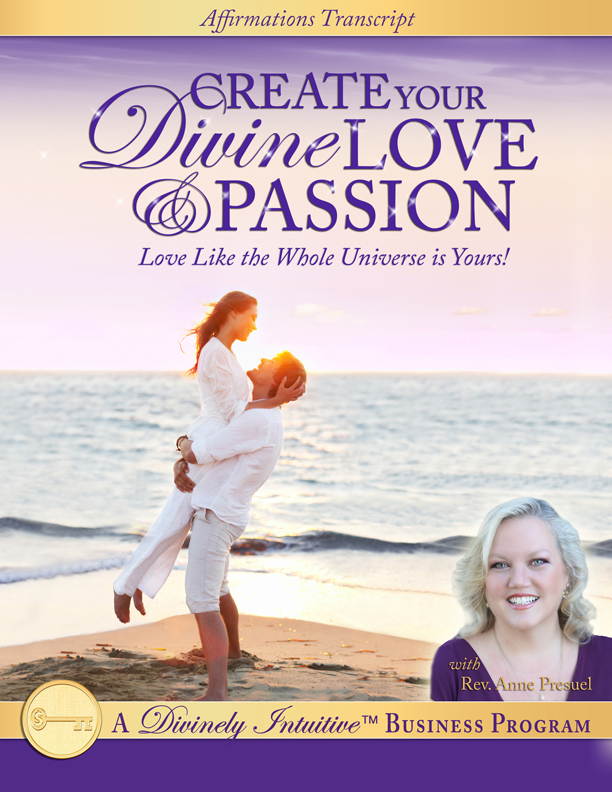 Affirmations Transcript
CREATE YOUR
Divine LOVE
& PASSION
Love Like the Whole Universe is Yours!
with
Rev. Anne Presuel
A Divinely Intuitive™ BUSINESS PROGRAM